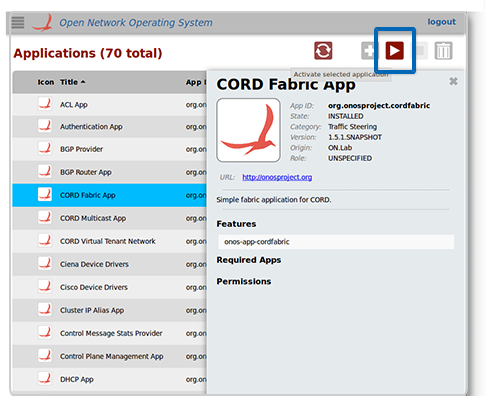 Open Network Operating System
logout
Applications (70 total)
Activate selected application
Icon Title App I
ACL App org.on
Authentication App org.on
BGP Provider org.on
BGP Router App org.on
CORD Fabric App org.on
CORD Multicast App org.on
CORD Virtual Tenant Network org.on
Ciena Device Drivers org.on
Cisco Device Drivers org.on
Cluster IP Alias App org.on
Control Message Stats Provider org.on
Control Plane Management App org.on
DHCP App org.on
CORD Fabric App
App ID: org.onosproject.cordfabric
State: INSTALLED
Category: Traffic Steering
Version: 1.5.1.SNAPSHOT
Origin: ON.Lab
Role: UNSPECIFIED
URL: http://onosproject.org
Simple fabric application for CORD.
Features
onos-app-cordfabric
Required Apps
Permissions